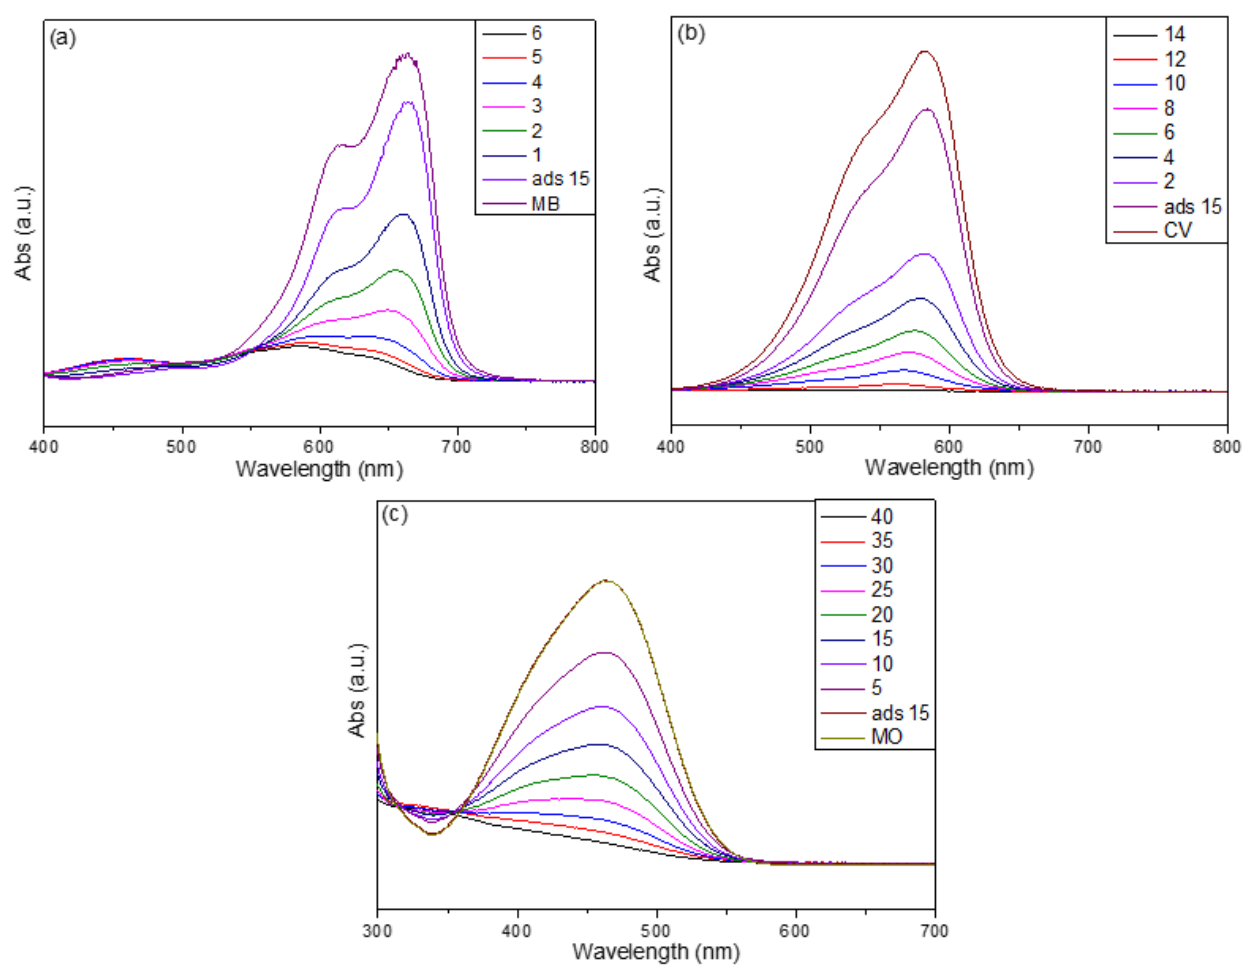 (a)
6
5
4
3
2
1
ads 15
MB
Abs (a.u.)
400 500 600 700 800
Wavelength (nm)
(b)
14
12
10
8
6
4
2
ads 15
CV
Abs (a.u.)
400 500 600 700 800
Wavelength (nm)
(c)
40
35
30
25
20
15
10
5
ads 15
MO
Abs (a.u.)
300 400 500 600 700
Wavelength (nm)